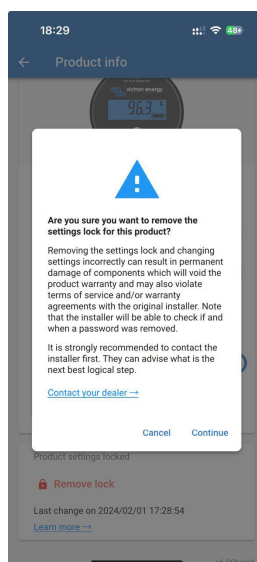 18:29
48
Product info
victron energy
96.3
Are you sure you want to remove the
settings lock for this product?
Removing the settings lock and changing
settings incorrectly can result in permanent
damage of components which will void the
product warranty and may also violate
terms of service and/or warranty
agreements with the original installer. Note
that the installer will be able to check if and
when a password was removed.
It is strongly recommended to contact the
installer first. They can advise what is the
next best logical step.
Contact your dealer →
Cancel Continue
Product settings locked
Remove lock
Last change on 2024/02/01 17:28:54
Learn more →